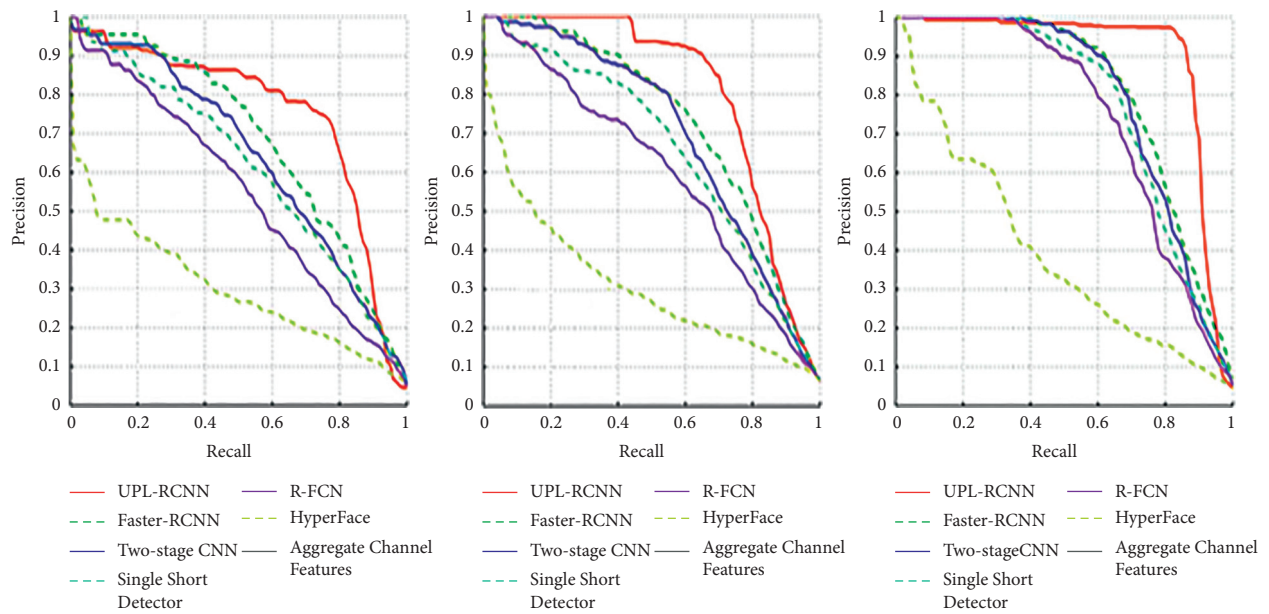 1
0.9
0.8
0.7
0.6
0.5
0.4
0.3
0.2
0.1
0
Precision
0 0.2 0.4 0.6 0.8 1
Recall
UPL-RCNN
Faster-RCNN
Two-stage CNN
Single Short
Detector
R-FCN
HyperFace
Aggregate Channel
Features
1
0.9
0.8
0.7
0.6
0.5
0.4
0.3
0.2
0.1
0
Precision
0 0.2 0.4 0.6 0.8 1
Recall
UPL-RCNN
Faster-RCNN
Two-stage CNN
Single Short
Detector
R-FCN
HyperFace
Aggregate Channel
Features
1
0.9
0.8
0.7
0.6
0.5
0.4
0.3
0.2
0.1
0
Precision
0 0.2 0.4 0.6 0.8 1
Recall
UPL-RCNN
Faster-RCNN
Two-stageCNN
Single Short
Detector
R-FCN
HyperFace
Aggregate Channel
Features